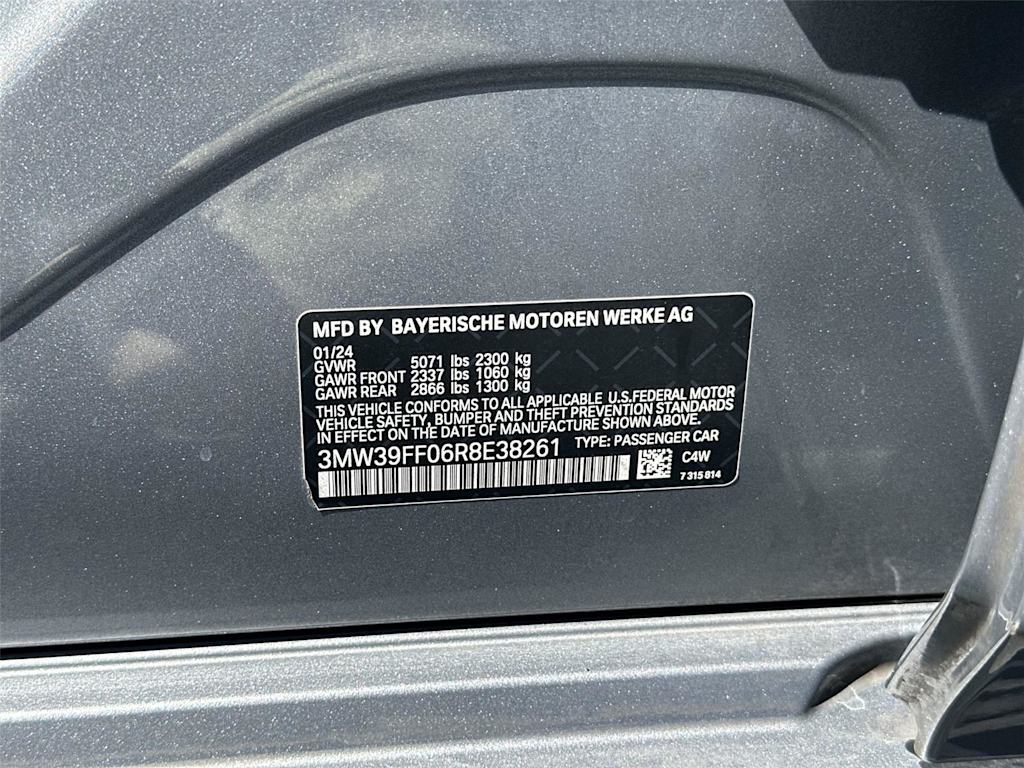 MFD BY BAYERISCHE MOTOREN WERKE AG
01/24
GVWR 5071 lbs 2300 kg
GAWR FRONT 2337 lbs 1060 kg
GAWR REAR 2866 lbs 1300 kg
THIS VEHICLE CONFORMS TO ALL APPLICABLE U.S.FEDERAL MOTOR
VEHICLE SAFETY, BUMPER AND THEFT PREVENTION STANDARDS
IN EFFECT ON THE DATE OF MANUFACTURE SHOWN ABOVE.
3MW39FF06R8E38261 TYPE: PASSENGER CAR
C4W
7 315 814